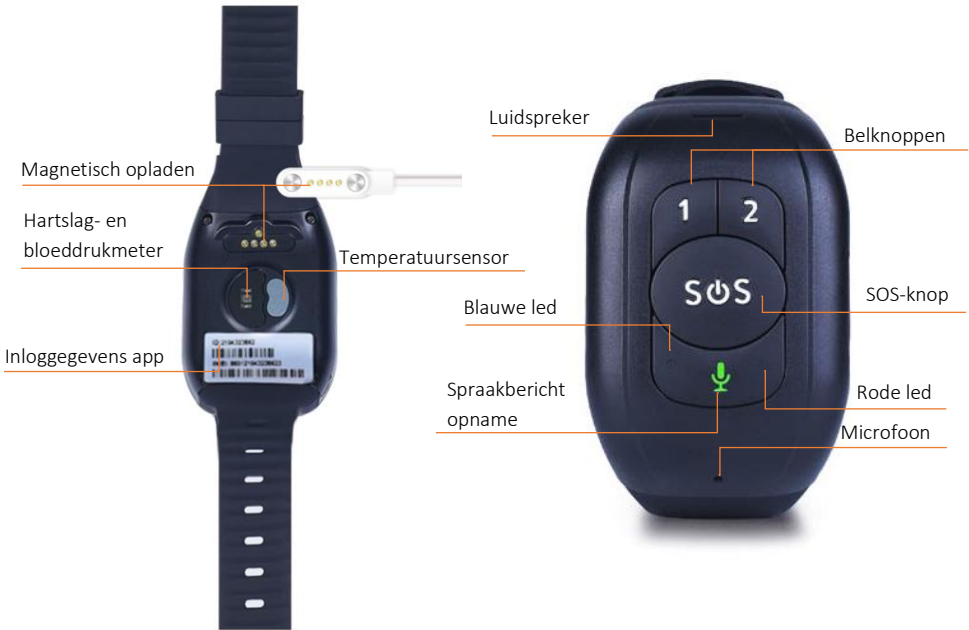 Magnetisch opladen
Hartslag- en
bloeddrukmeter
Temperatuursensor
Inloggegevens app
Luidspreker
Belknoppen
1
2
SOS
SOS-knop
Blauwe led
Spraakbericht
opname
Rode led
Microfoon